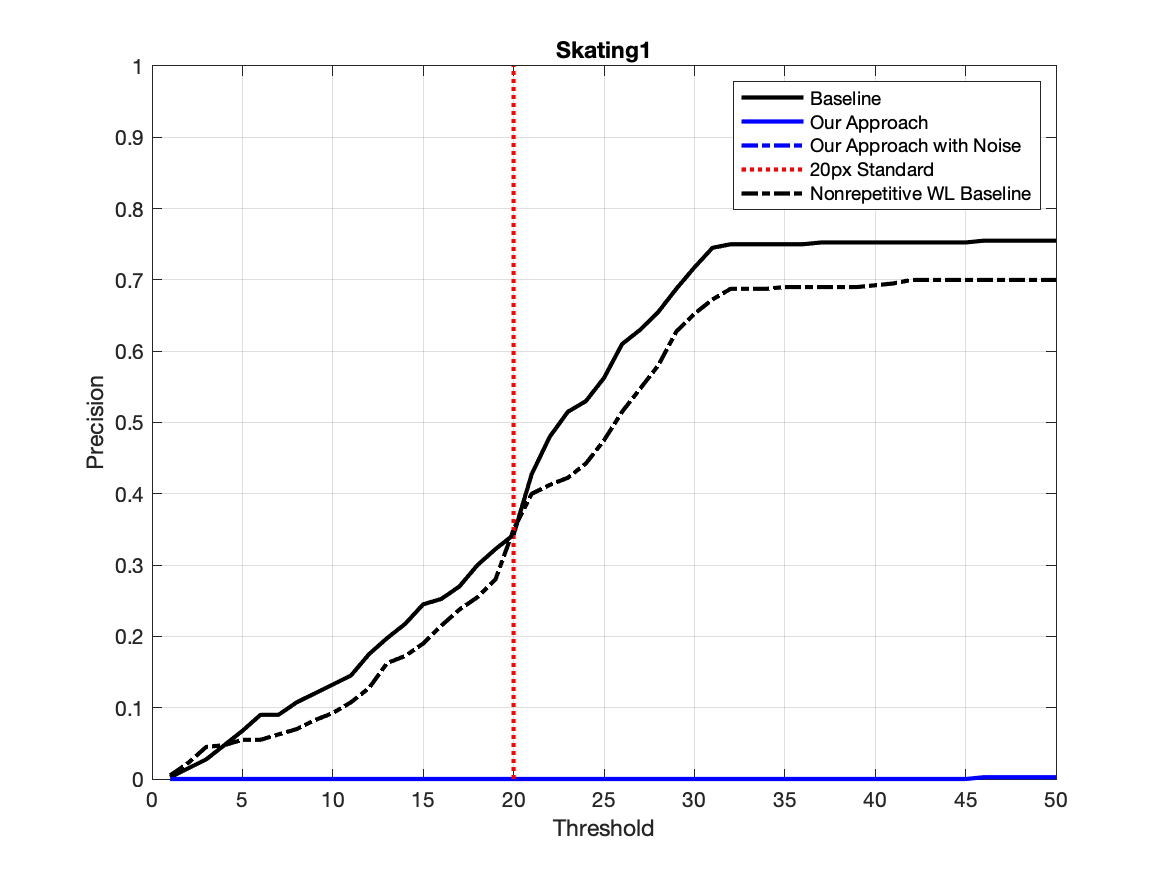 Skating1
Baseline
Our Approach
Our Approach with Noise
20px Standard
Nonrepetitive WL Baseline
Precision
1
0.9
0.8
0.7
0.6
0.5
0.4
0.3
0.2
0.1
0
0 5 10 15 20 25 30 35 40 45 50
Threshold